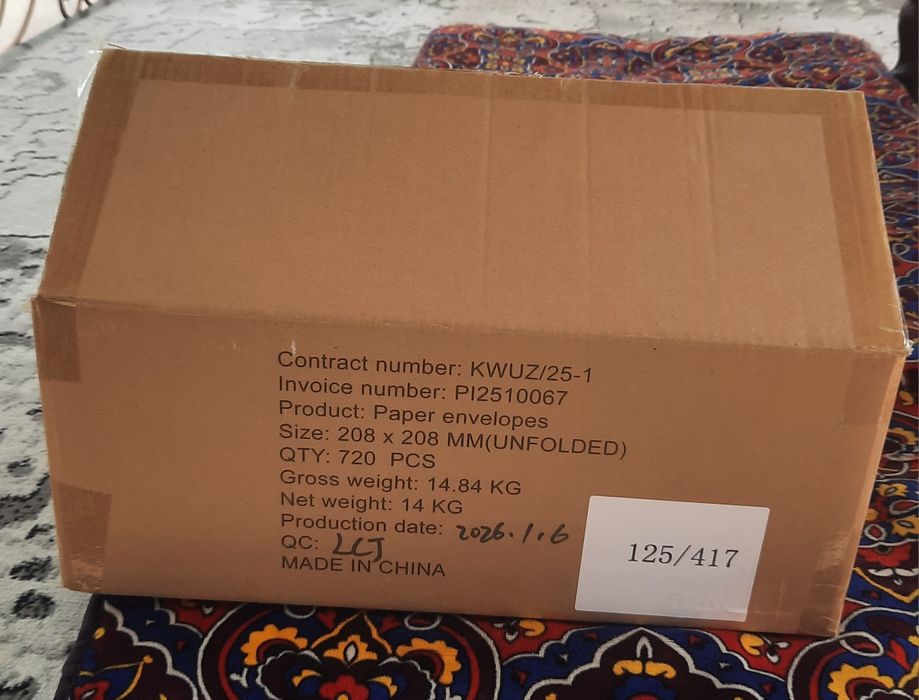 Contract number: KWUZ/25-1
Invoice number: PI2510067
Product: Paper envelopes
Size: 208 x 208 MM(UNFOLDED)
QTY: 720 PCS
Gross weight: 14.84 KG
Net weight: 14 KG
Production date: 2026.1.6
QC: LCJ
MADE IN CHINA
125/417